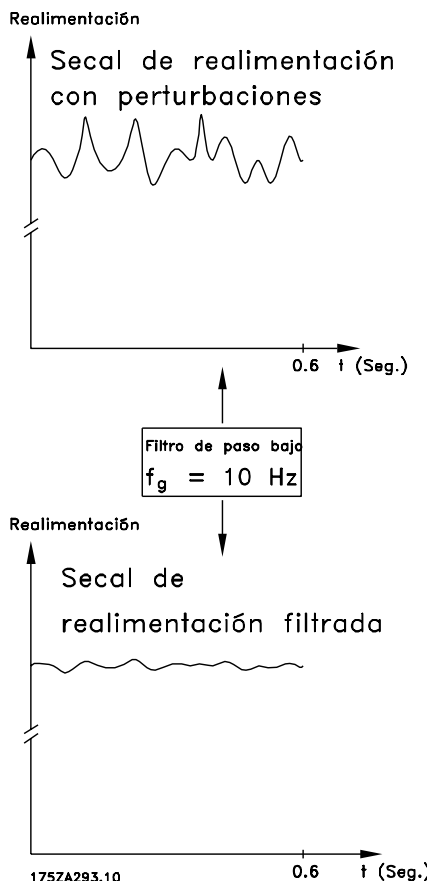 Realimentación
Secal de realimentación
con perturbaciones
0.6 t (Seg.)
Filtro de paso bajo
fg = 10 Hz
Realimentación
Secal de
realimentación filtrada
175ZA293.10
0.6 t (Seg.)